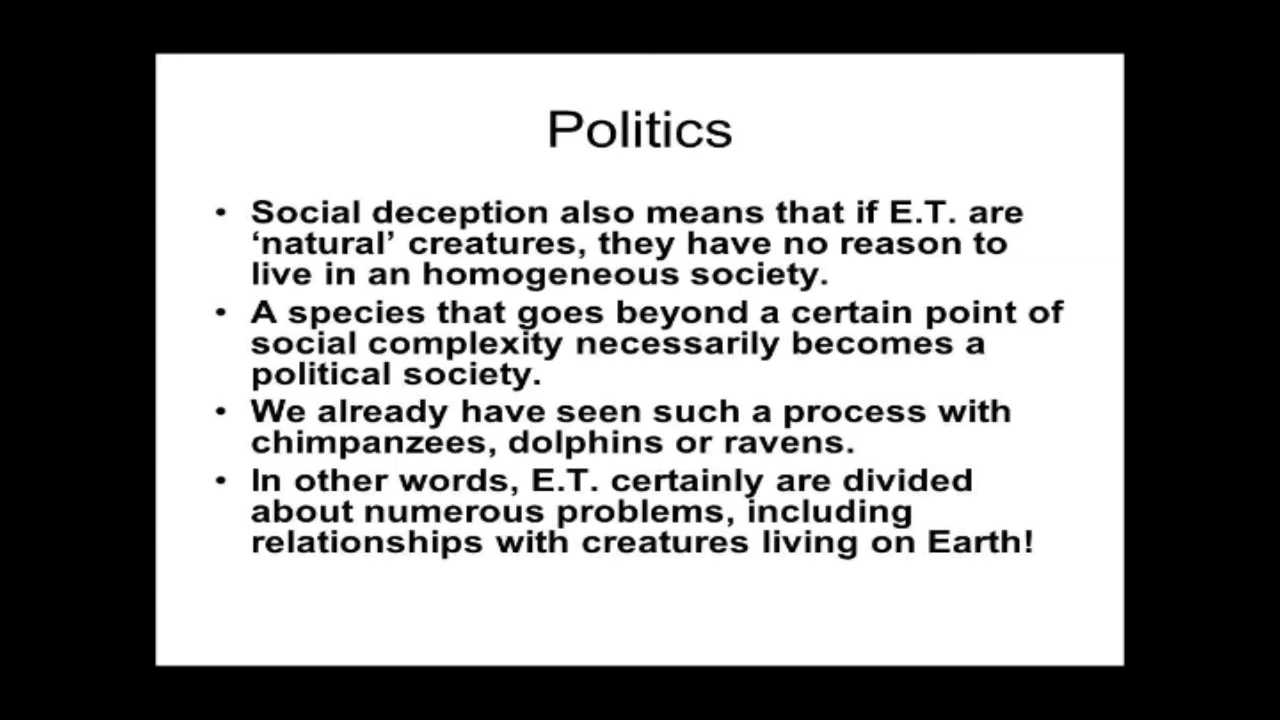 Politics
• Social deception also means that if E.T. are
‘natural’ creatures, they have no reason to
live in an homogeneous society.
• A species that goes beyond a certain point of
social complexity necessarily becomes a
political society.
• We already have seen such a process with
chimpanzees, dolphins or ravens.
• In other words, E.T. certainly are divided
about numerous problems, including
relationships with creatures living on Earth!